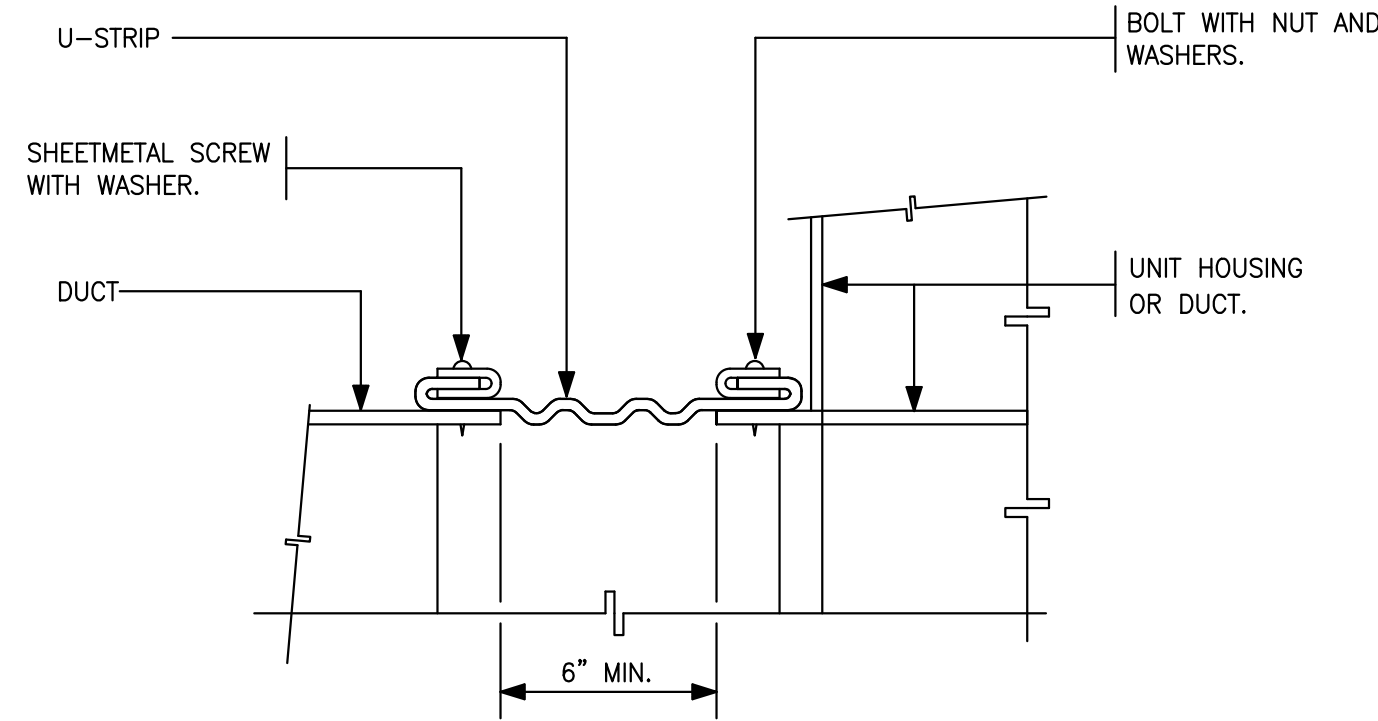 U-STRIP
BOLT WITH NUT AND
WASHERS.
SHEETMETAL SCREW
WITH WASHER.
DUCT
UNIT HOUSING
OR DUCT.
6" MIN.